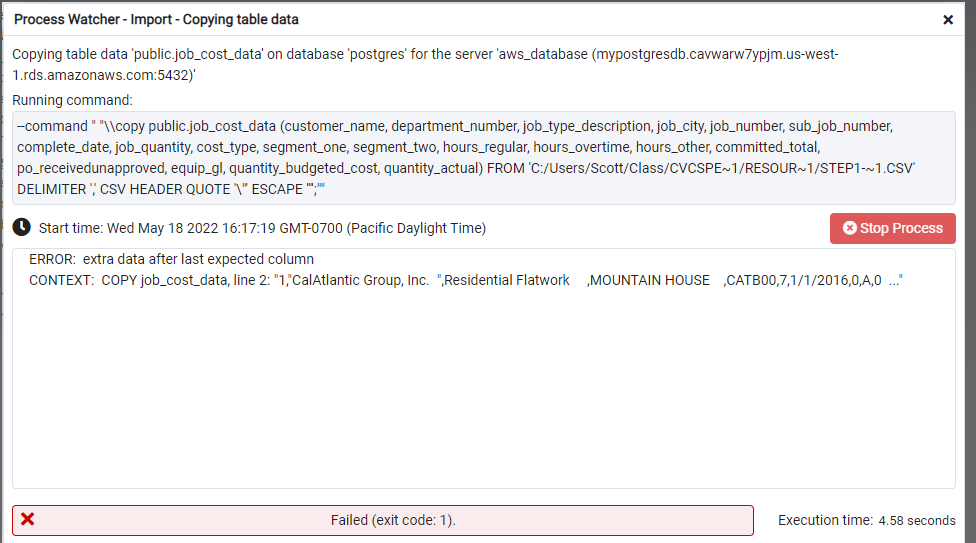 Process Watcher - Import - Copying table data
Copying table data 'public.job_cost_data' on database 'postgres' for the server 'aws_database (mypostgresdb.cavwarw7ypjm.us-west-
1.rds.amazonaws.com:5432)'
Running command:
--command " "\\copy public.job_cost_data (customer_name, department_number, job_type_description, job_city, job_number, sub_job_number,
complete_date, job_quantity, cost_type, segment_one, segment_two, hours_regular, hours_overtime, hours_other, committed_total,
po_receivedunapproved, equip_gl, quantity_budgeted_cost, quantity_actual) FROM 'C:/Users/Scott/Class/CVCSPE~1/RESOUR~1/STEP1-~1.CSV'
DELIMITER ',' CSV HEADER QUOTE '\"' ESCAPE '"';""
Start time: Wed May 18 2022 16:17:19 GMT-0700 (Pacific Daylight Time)
Stop Process
ERROR:  extra data after last expected column
CONTEXT:  COPY job_cost_data, line 2: "1,"CalAtlantic Group, Inc.  ",Residential Flatwork     ,MOUNTAIN HOUSE    ,CATB00,7,1/1/2016,0,A,0  ..."
Failed (exit code: 1).
Execution time: 4.58 seconds